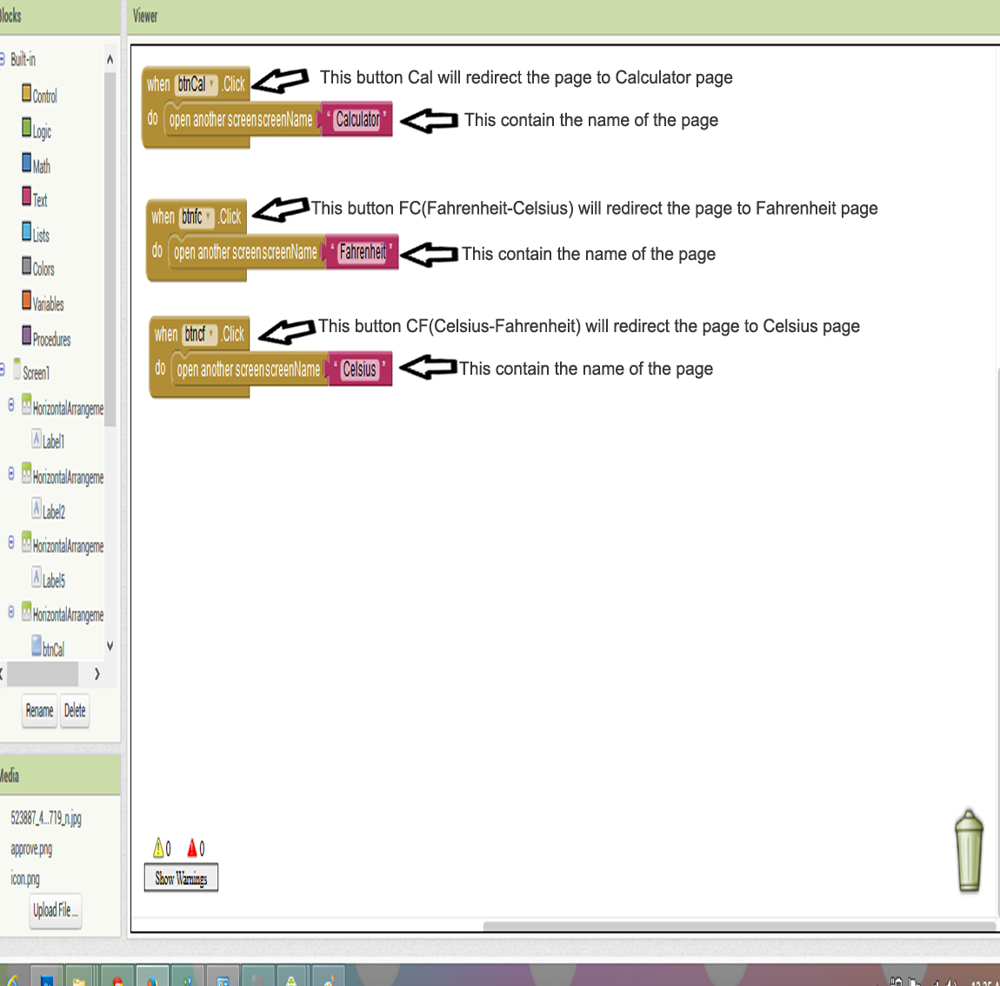 Blocks
Viewer
Built-in
Control
Logic
Math
Text
Lists
Colors
Variables
Procedures
Screen1
HorizontalArrangeme
Label1
HorizontalArrangeme
Label2
HorizontalArrangeme
Label5
HorizontalArrangeme
btnCal
Rename Delete
Media
523887_4...719_n.jpg
approve.png
icon.png
Upload File ...
when btnCal .Click
This button Cal will redirect the page to Calculator page
do open another screen screenName " Calculator "
This contain the name of the page
when btnfc .Click
This button FC(Fahrenheit-Celsius) will redirect the page to Fahrenheit page
do open another screen screenName " Fahrenheit "
This contain the name of the page
when btncf .Click
This button CF(Celsius-Fahrenheit) will redirect the page to Celsius page
do open another screen screenName " Celsius "
This contain the name of the page
0 0
Show Warnings